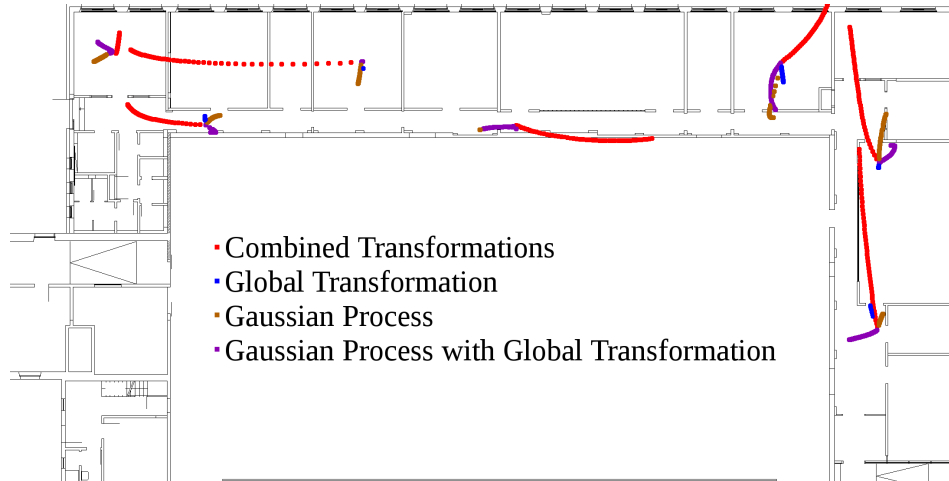 Combined Transformations
Global Transformation
Gaussian Process
Gaussian Process with Global Transformation